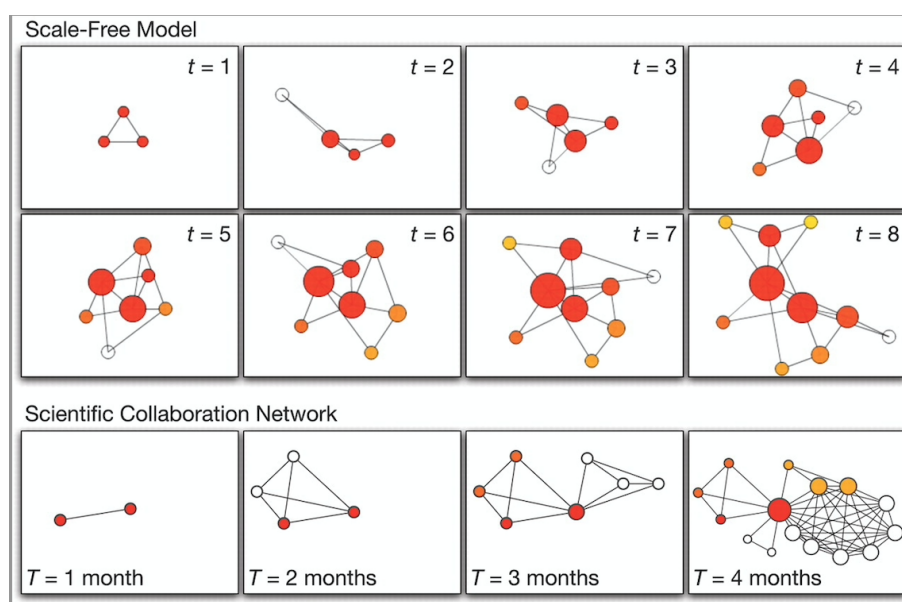 Scale-Free Model
t = 1
t = 2
t = 3
t = 4
t = 5
t = 6
t = 7
t = 8
Scientific Collaboration Network
T = 1 month
T = 2 months
T = 3 months
T = 4 months